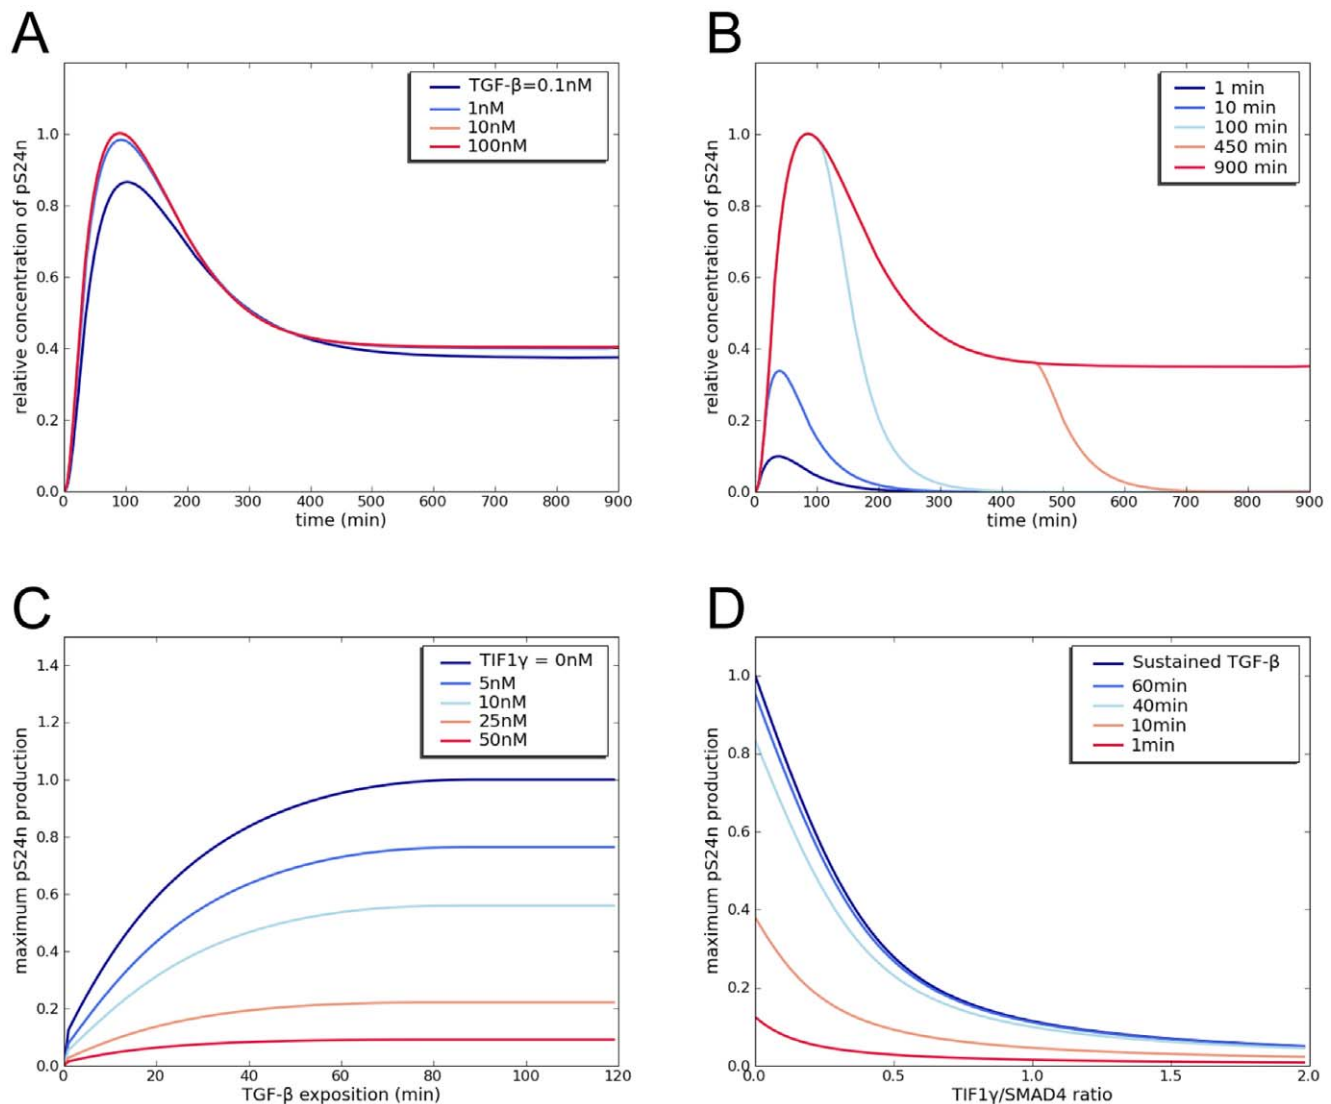 A
TGF-β=0.1nM
1nM
10nM
100nM
relative concentration of pS24n
1.0
0.8
0.6
0.4
0.2
0.0
0 100 200 300 400 500 600 700 800 900
time (min)
B
1 min
10 min
100 min
450 min
900 min
relative concentration of pS24n
1.0
0.8
0.6
0.4
0.2
0.0
0 100 200 300 400 500 600 700 800 900
time (min)
C
TIF1γ = 0nM
5nM
10nM
25nM
50nM
maximum pS24n production
1.4
1.2
1.0
0.8
0.6
0.4
0.2
0.0
0 20 40 60 80 100 120
TGF-β exposition (min)
D
Sustained TGF-β
60min
40min
10min
1min
maximum pS24n production
1.0
0.8
0.6
0.4
0.2
0.0
0.0 0.5 1.0 1.5 2.0
TIF1γ/SMAD4 ratio